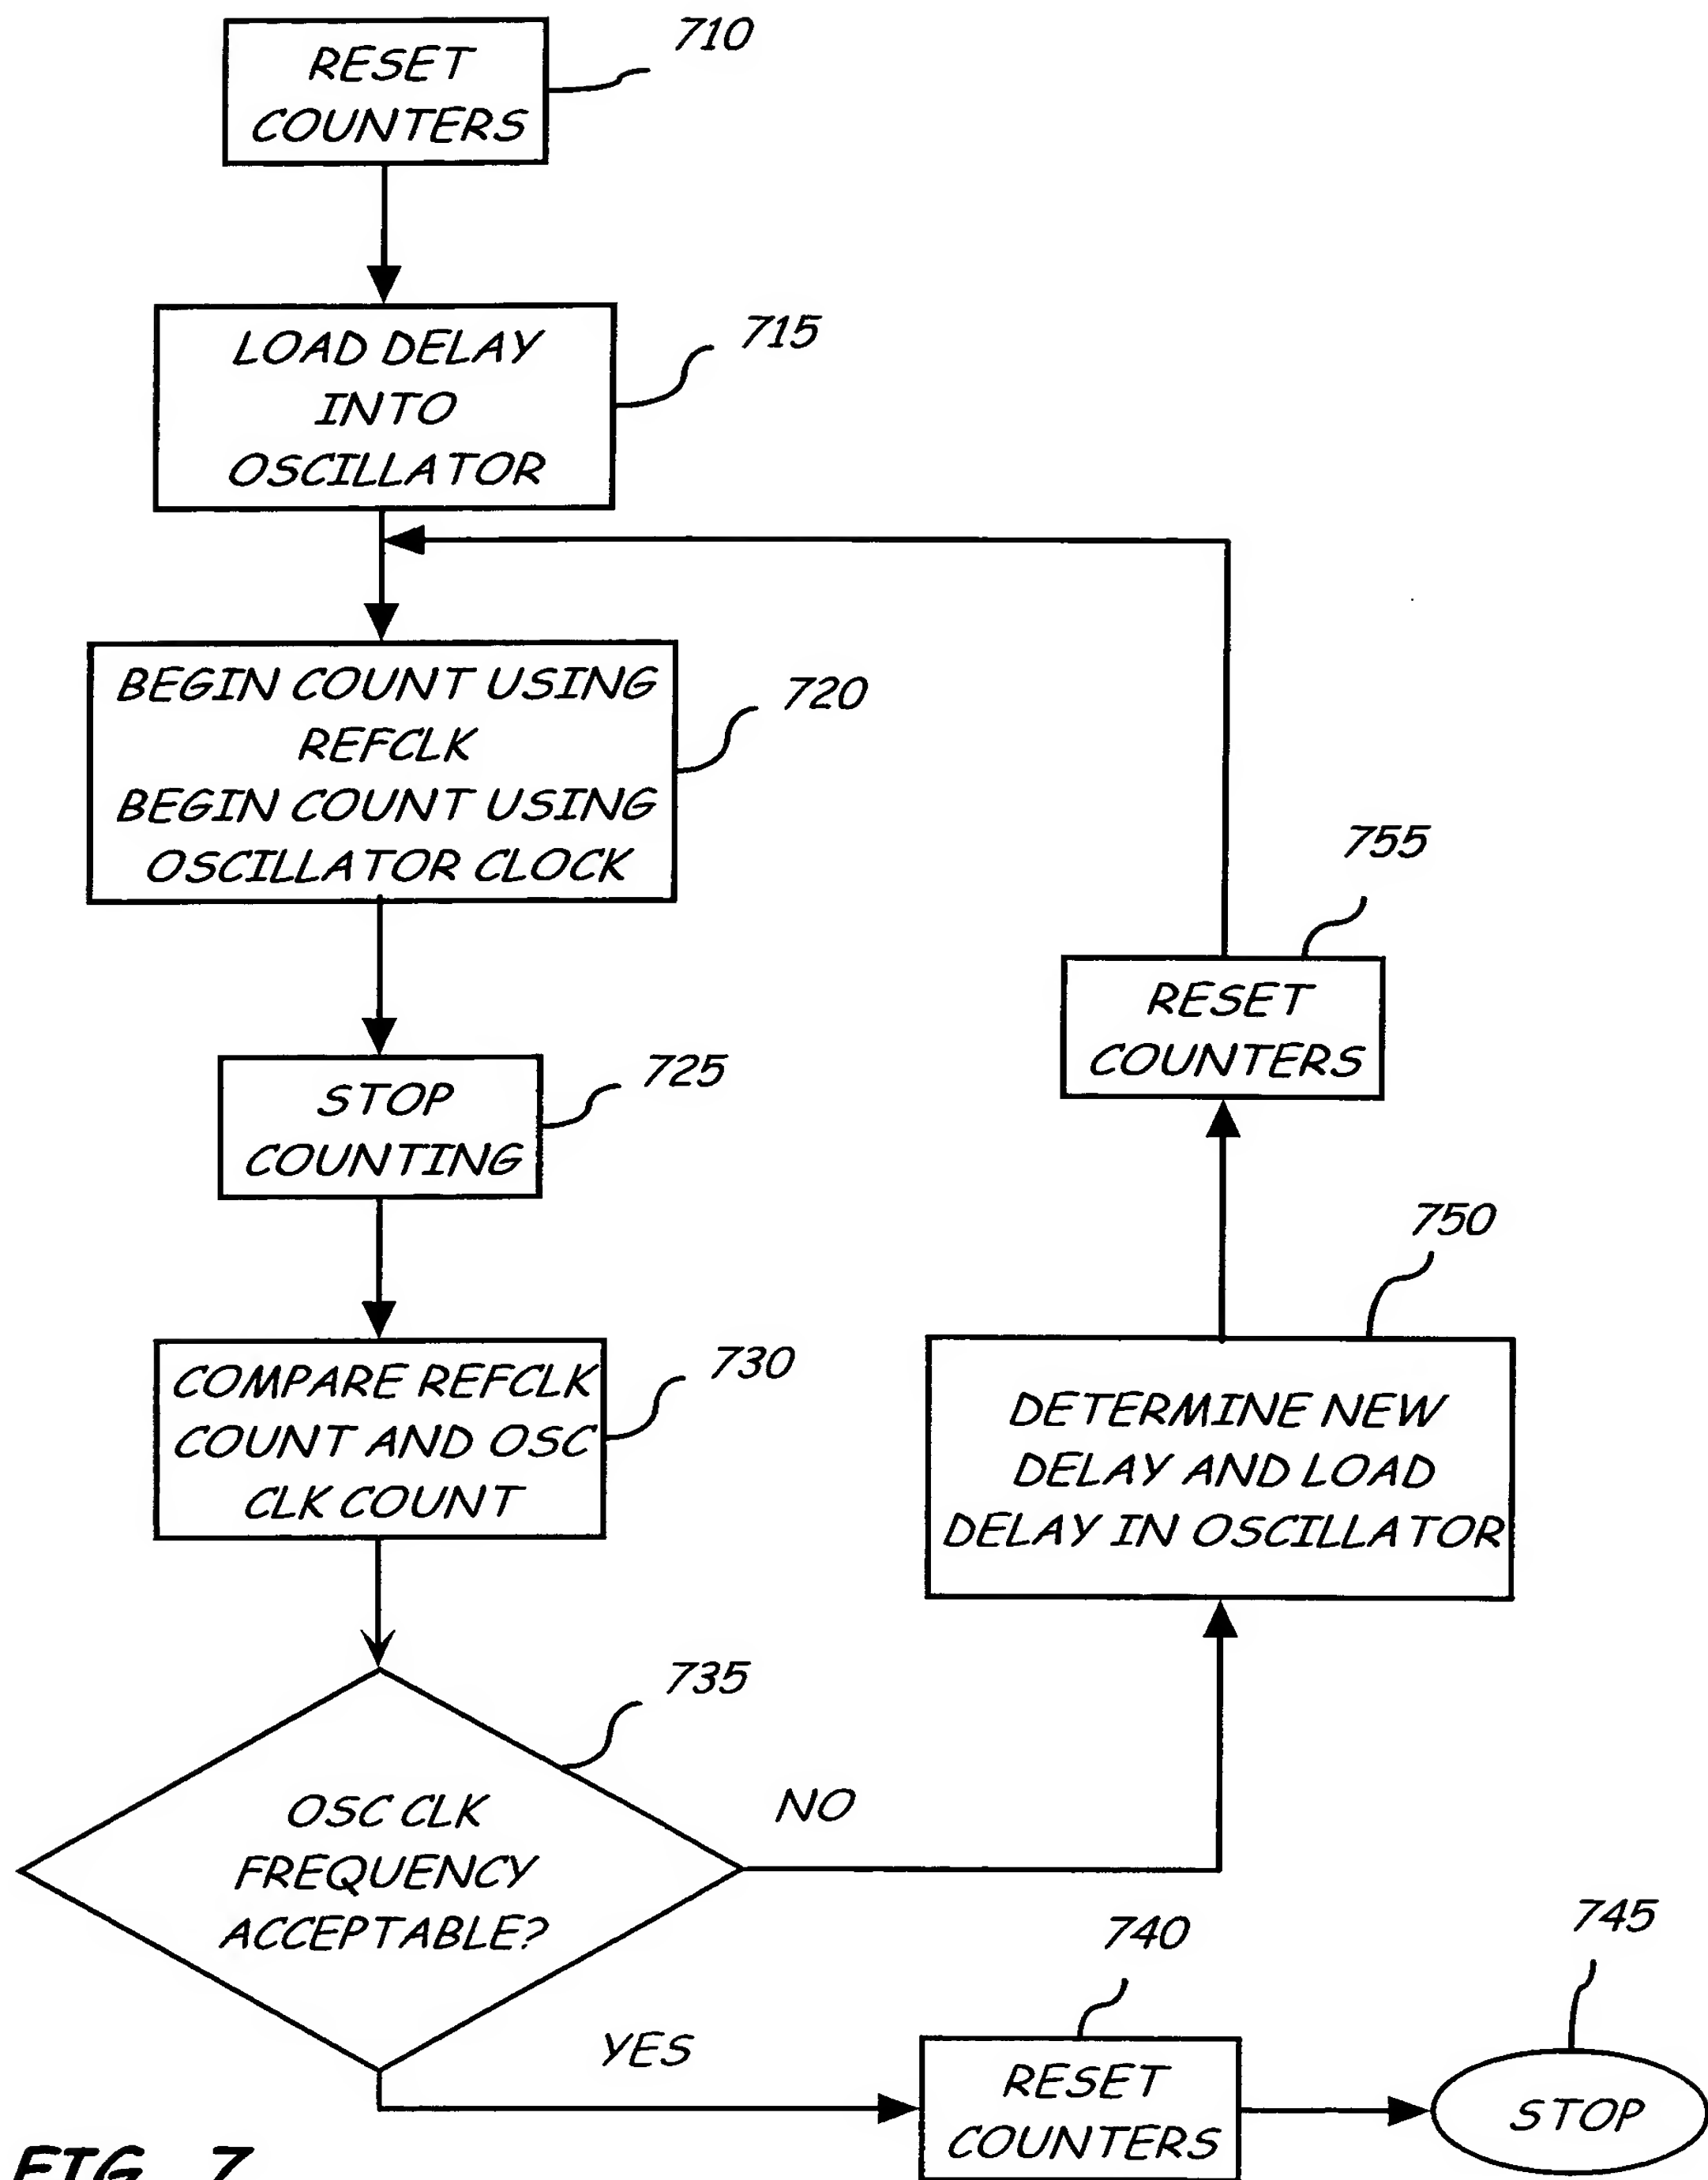 RESET
COUNTERS
710
LOAD DELAY
INTO
OSCILLATOR
715
BEGIN COUNT USING
REFCLK
BEGIN COUNT USING
OSCILLATOR CLOCK
720
STOP
COUNTING
725
COMPARE REFCLK
COUNT AND OSC
CLK COUNT
730
OSC CLK
FREQUENCY
ACCEPTABLE?
735
NO
DETERMINE NEW
DELAY AND LOAD
DELAY IN OSCILLATOR
750
RESET
COUNTERS
755
YES
RESET
COUNTERS
740
STOP
745
FIG. 7